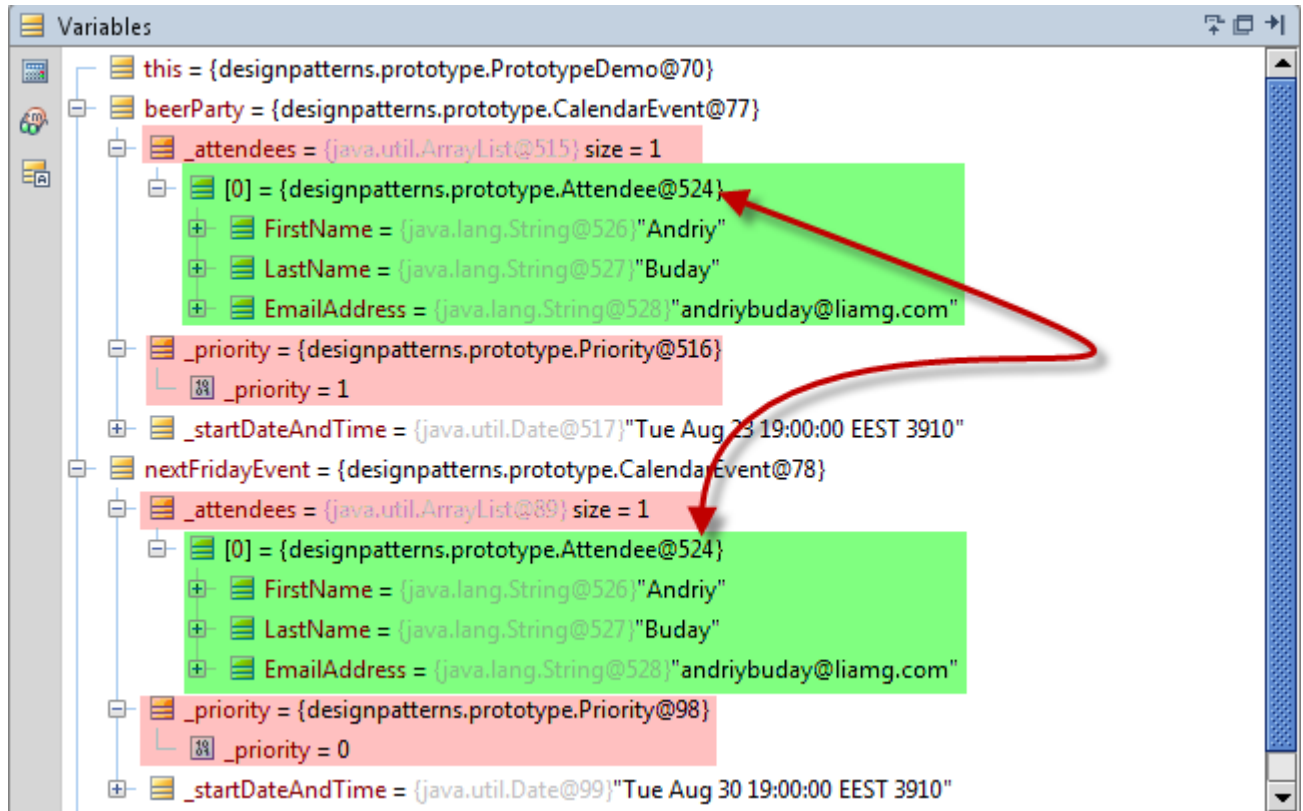 Variables
this = {designpatterns.prototype.PrototypeDemo@70}
beerParty = {designpatterns.prototype.CalendarEvent@77}
_attendees = {java.util.ArrayList@515} size = 1
[0] = {designpatterns.prototype.Attendee@524}
FirstName = {java.lang.String@526}"Andriy"
LastName = {java.lang.String@527}"Buday"
EmailAddress = {java.lang.String@528}"andriybuday@liamg.com"
_priority = {designpatterns.prototype.Priority@516}
_priority = 1
_startDateAndTime = {java.util.Date@517}"Tue Aug 23 19:00:00 EEST 3910"
nextFridayEvent = {designpatterns.prototype.CalendarEvent@78}
_attendees = {java.util.ArrayList@89} size = 1
[0] = {designpatterns.prototype.Attendee@524}
FirstName = {java.lang.String@526}"Andriy"
LastName = {java.lang.String@527}"Buday"
EmailAddress = {java.lang.String@528}"andriybuday@liamg.com"
_priority = {designpatterns.prototype.Priority@98}
_priority = 0
_startDateAndTime = {java.util.Date@99}"Tue Aug 30 19:00:00 EEST 3910"